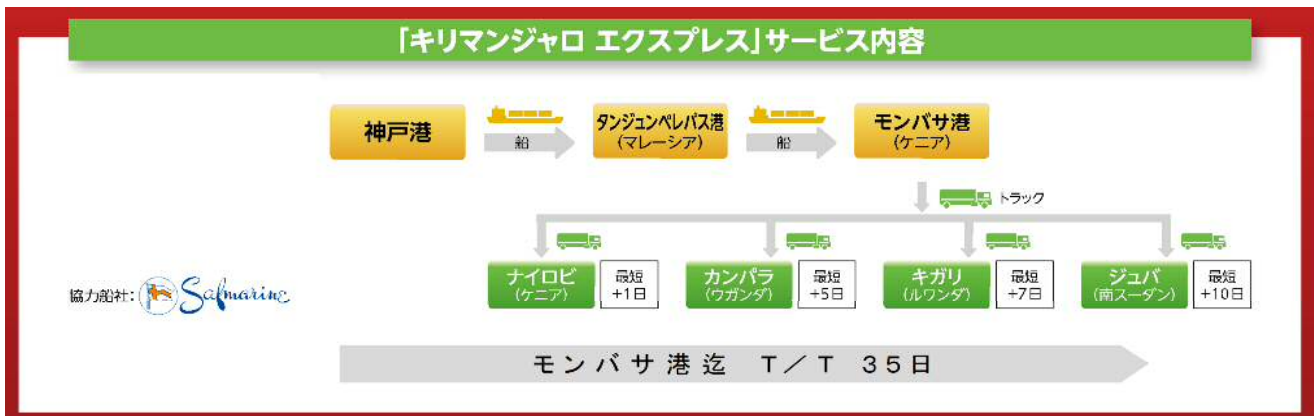 「キリマンジャロ エクスプレス」サービス内容
神戸港
船
タンジュンペレパス港
(マレーシア)
船
モンバサ港
(ケニア)
トラック
ナイロビ
(ケニア)
最短
+1日
カンパラ
(ウガンダ)
最短
+5日
キガリ
(ルワンダ)
最短
+7日
ジュバ
(南スーダン)
最短
+10日
協力船社: Safmarine
モンバサ港迄 T/T 35日